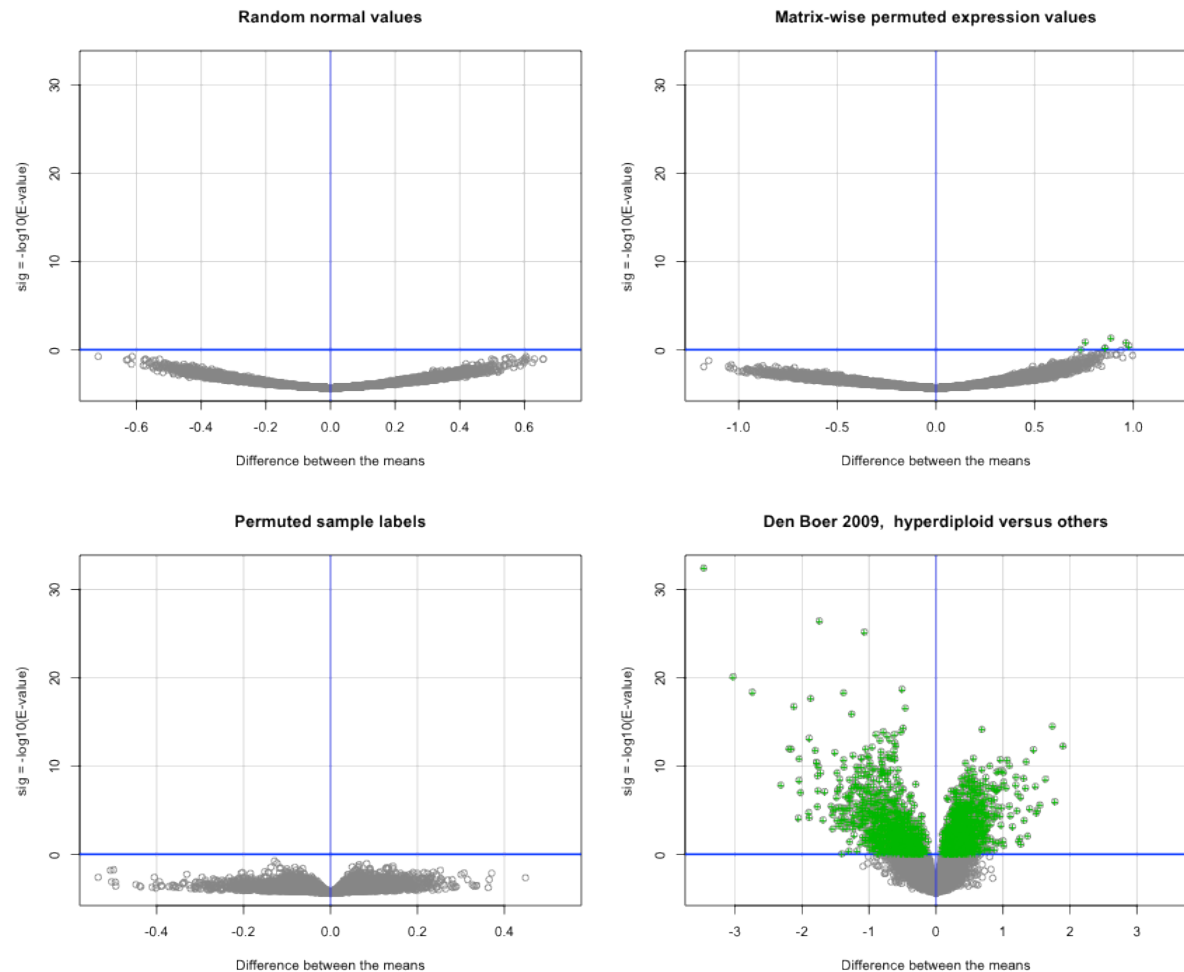 Random normal values
sig = -log10(E-value)
30
20
10
0
-0.6 -0.4 -0.2 0.0 0.2 0.4 0.6
Difference between the means
Matrix-wise permuted expression values
sig = -log10(E-value)
30
20
10
0
-1.0 -0.5 0.0 0.5 1.0
Difference between the means
Permuted sample labels
sig = -log10(E-value)
30
20
10
0
-0.4 -0.2 0.0 0.2 0.4
Difference between the means
Den Boer 2009, hyperdiploid versus others
sig = -log10(E-value)
30
20
10
0
-3 -2 -1 0 1 2 3
Difference between the means